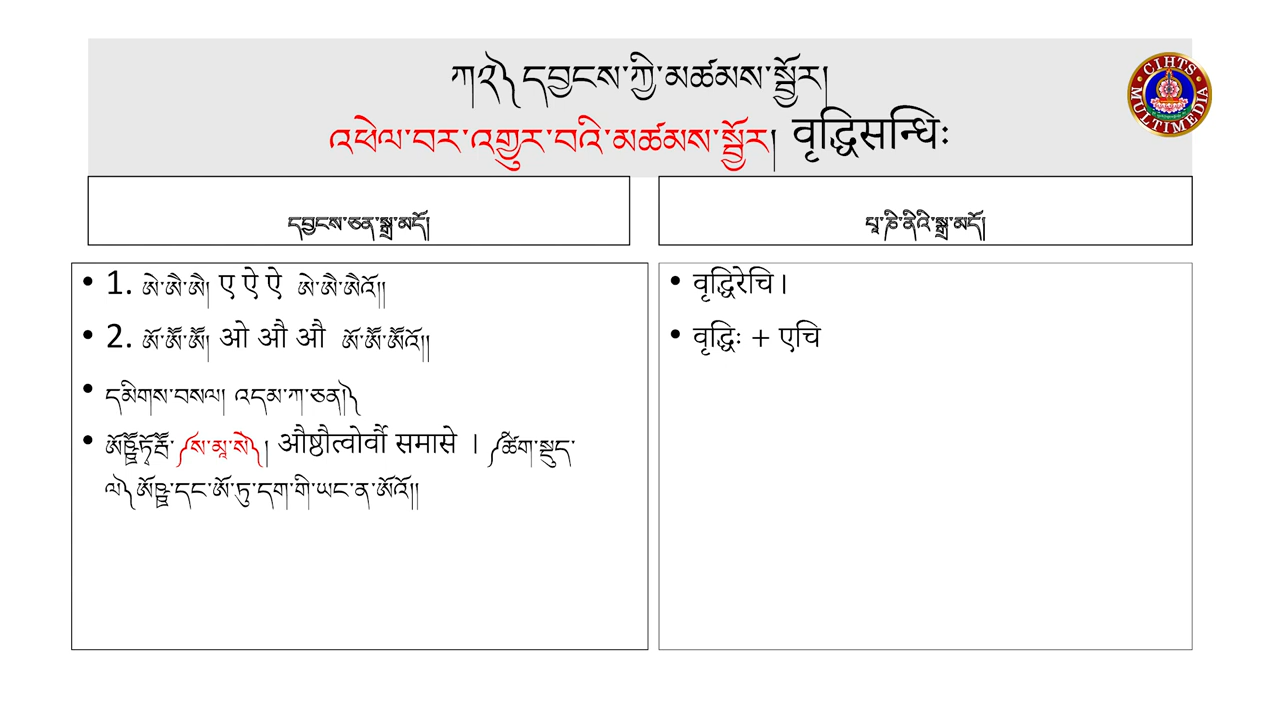 ཀ༢༽ དབྱངས་ཀྱི་མཚམས་སྦྱོར།
འཕེལ་བར་འགྱུར་བའི་མཚམས་སྦྱོར། वृद्धिसन्धिः
CIHTS MULTIMEDIA
དབྱངས་ཅན་སྒྲ་མདོ།
པཱ་ཎི་ནིའི་སྒྲ་མདོ།
• 1. ཨེ་ཨཻ་ཨཻ། ए ऐ ऐ ཨེ་ཨཻ་ཨཻའོ།།
• 2. ཨོ་ཨཽ་ཨཽ། ओ औ औ ཨོ་ཨཽ་ཨཽའོ།།
• དམིགས་བསལ། འདམ་ཀ་ཅན།༽
• ༼ས་མཱ་སེ༽། औष्ठौत्वोर्वौ समासे । ༼ཚིག་སྡུད་
ལ༽ ཨོཥྛ་དང་ཨོ་ཏུ་དག་གི་ཡང་ན་ཨོའོ།།
• वृद्धिरेचि ।
• वृद्धिः + एचि